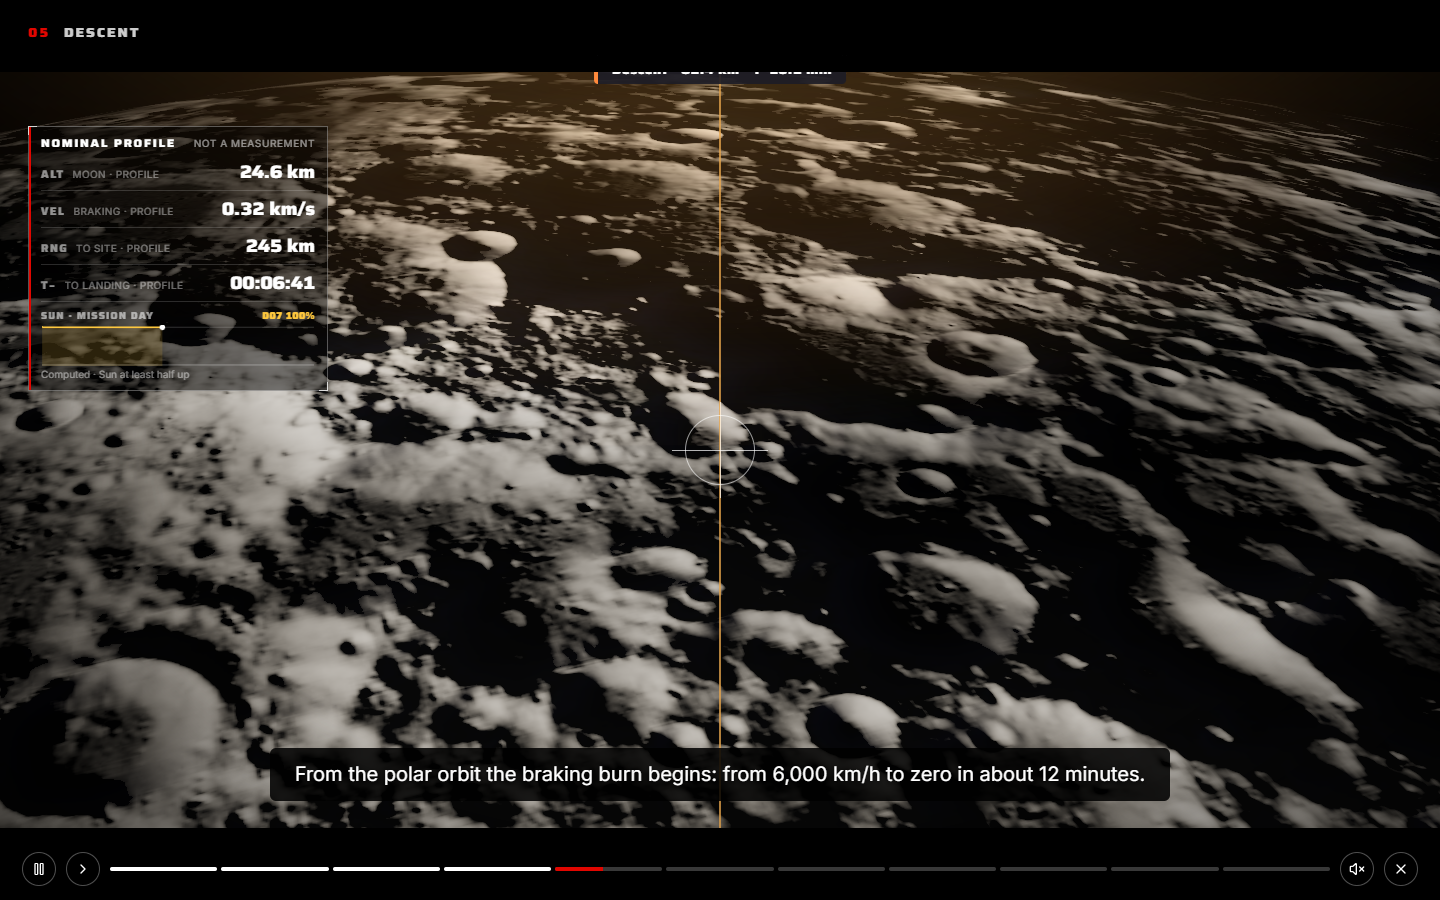 05 DESCENT
NOMINAL PROFILE NOT A MEASUREMENT
ALT MOON · PROFILE 24.6 km
VEL BRAKING · PROFILE 0.32 km/s
RNG TO SITE · PROFILE 245 km
T- TO LANDING · PROFILE 00:06:41
SUN · MISSION DAY D07 100%
Computed · Sun at least half up
From the polar orbit the braking burn begins: from 6,000 km/h to zero in about 12 minutes.